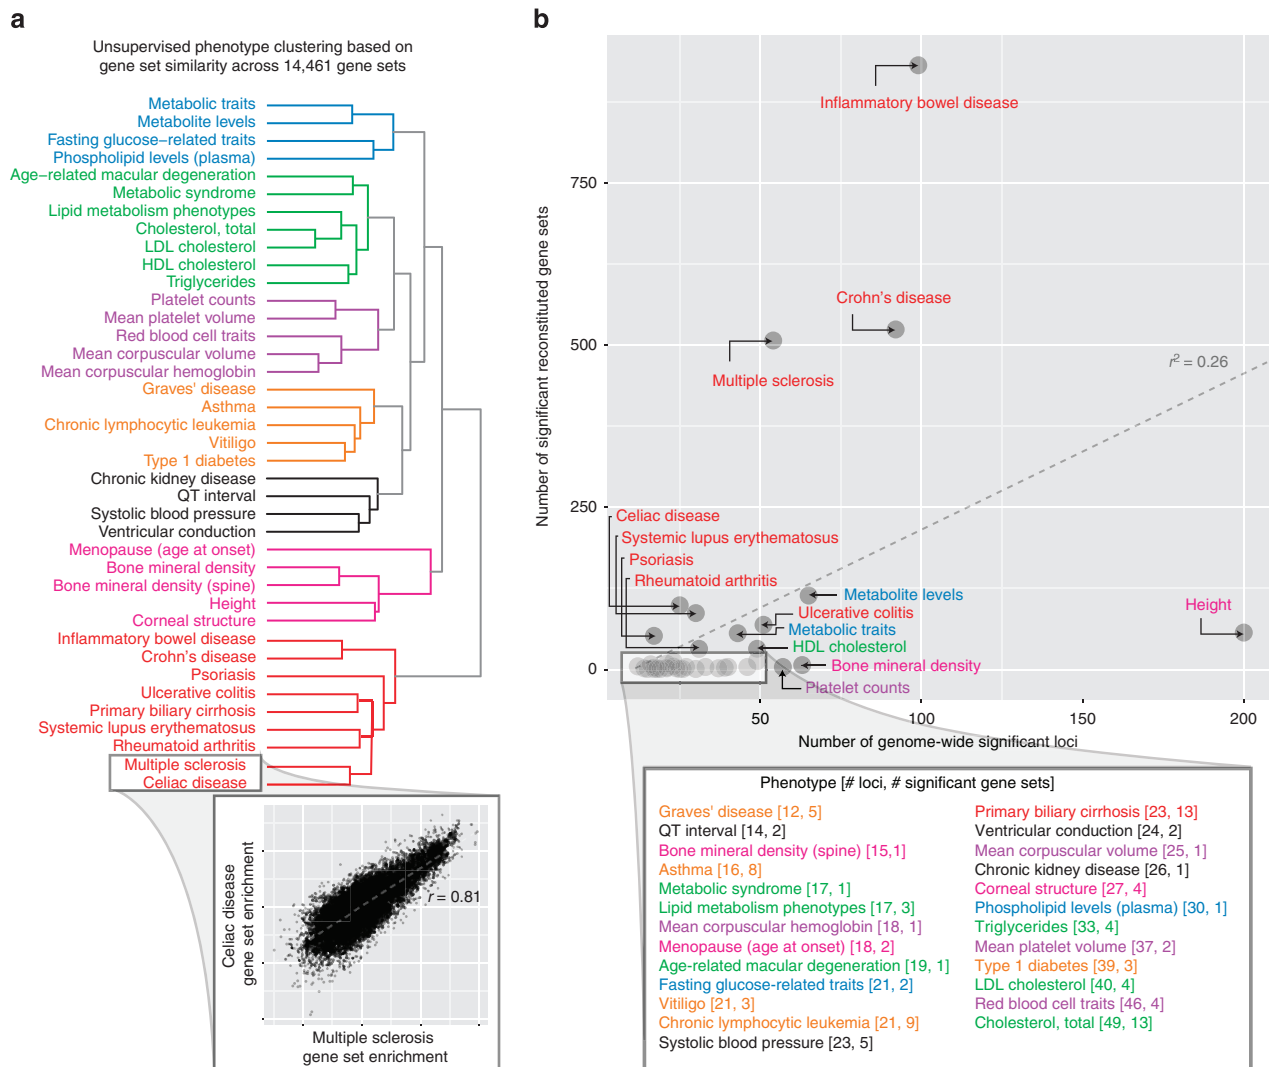 a
Unsupervised phenotype clustering based on
gene set similarity across 14,461 gene sets
Metabolic traits
Metabolite levels
Fasting glucose−related traits
Phospholipid levels (plasma)
Age−related macular degeneration
Metabolic syndrome
Lipid metabolism phenotypes
Cholesterol, total
LDL cholesterol
HDL cholesterol
Triglycerides
Platelet counts
Mean platelet volume
Red blood cell traits
Mean corpuscular volume
Mean corpuscular hemoglobin
Graves' disease
Asthma
Chronic lymphocytic leukemia
Vitiligo
Type 1 diabetes
Chronic kidney disease
QT interval
Systolic blood pressure
Ventricular conduction
Menopause (age at onset)
Bone mineral density
Bone mineral density (spine)
Height
Corneal structure
Inflammatory bowel disease
Crohn's disease
Psoriasis
Ulcerative colitis
Primary biliary cirrhosis
Systemic lupus erythematosus
Rheumatoid arthritis
Multiple sclerosis
Celiac disease
Celiac disease
gene set enrichment
r = 0.81
Multiple sclerosis
gene set enrichment
b
Number of significant reconstituted gene sets
750
500
250
0
Inflammatory bowel disease
Crohn's disease
Multiple sclerosis
r² = 0.26
Celiac disease
Systemic lupus erythematosus
Psoriasis
Rheumatoid arthritis
Metabolite levels
Ulcerative colitis
Metabolic traits
HDL cholesterol
Bone mineral density
Platelet counts
Height
50
100
150
200
Number of genome-wide significant loci
Phenotype [# loci, # significant gene sets]
Graves' disease [12, 5]
QT interval [14, 2]
Bone mineral density (spine) [15,1]
Asthma [16, 8]
Metabolic syndrome [17, 1]
Lipid metabolism phenotypes [17, 3]
Mean corpuscular hemoglobin [18, 1]
Menopause (age at onset) [18, 2]
Age-related macular degeneration [19, 1]
Fasting glucose-related traits [21, 2]
Vitiligo [21, 3]
Chronic lymphocytic leukemia [21, 9]
Systolic blood pressure [23, 5]
Primary biliary cirrhosis [23, 13]
Ventricular conduction [24, 2]
Mean corpuscular volume [25, 1]
Chronic kidney disease [26, 1]
Corneal structure [27, 4]
Phospholipid levels (plasma) [30, 1]
Triglycerides [33, 4]
Mean platelet volume [37, 2]
Type 1 diabetes [39, 3]
LDL cholesterol [40, 4]
Red blood cell traits [46, 4]
Cholesterol, total [49, 13]